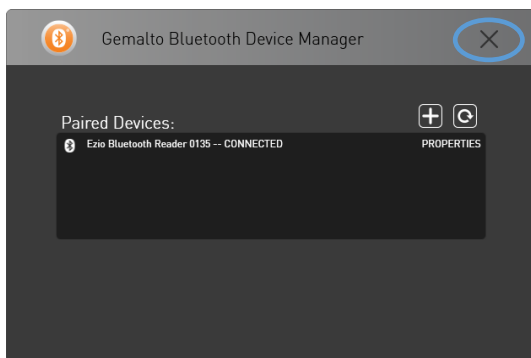 Gemalto Bluetooth Device Manager
Paired Devices:
Ezio Bluetooth Reader 0135 -- CONNECTED PROPERTIES